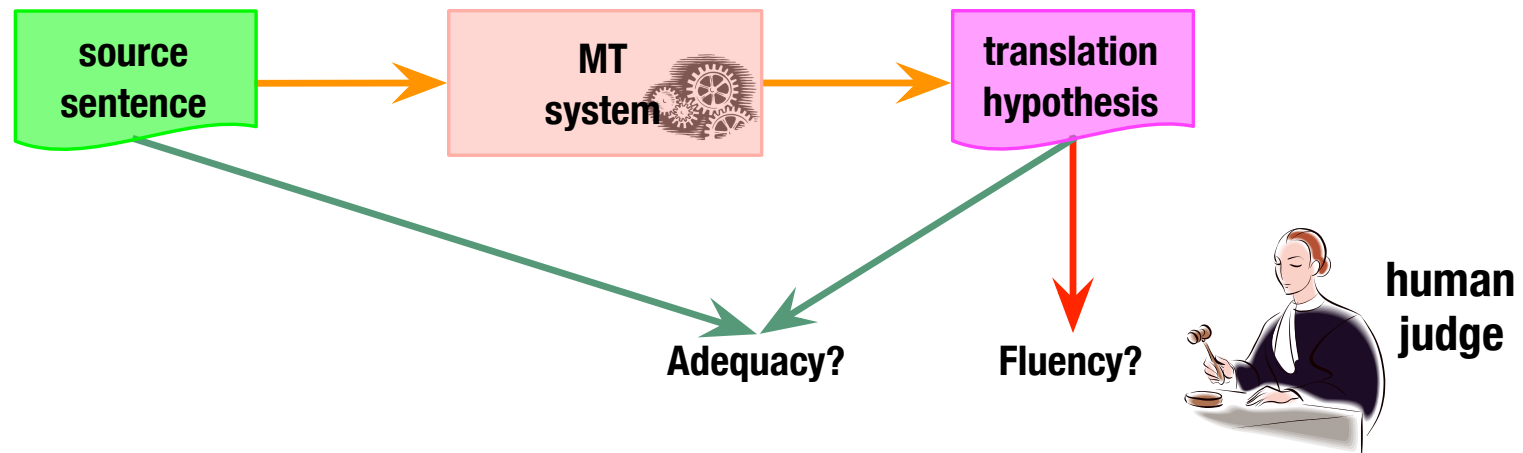 source
sentence
MT
system
translation
hypothesis
Adequacy?
Fluency?
human
judge